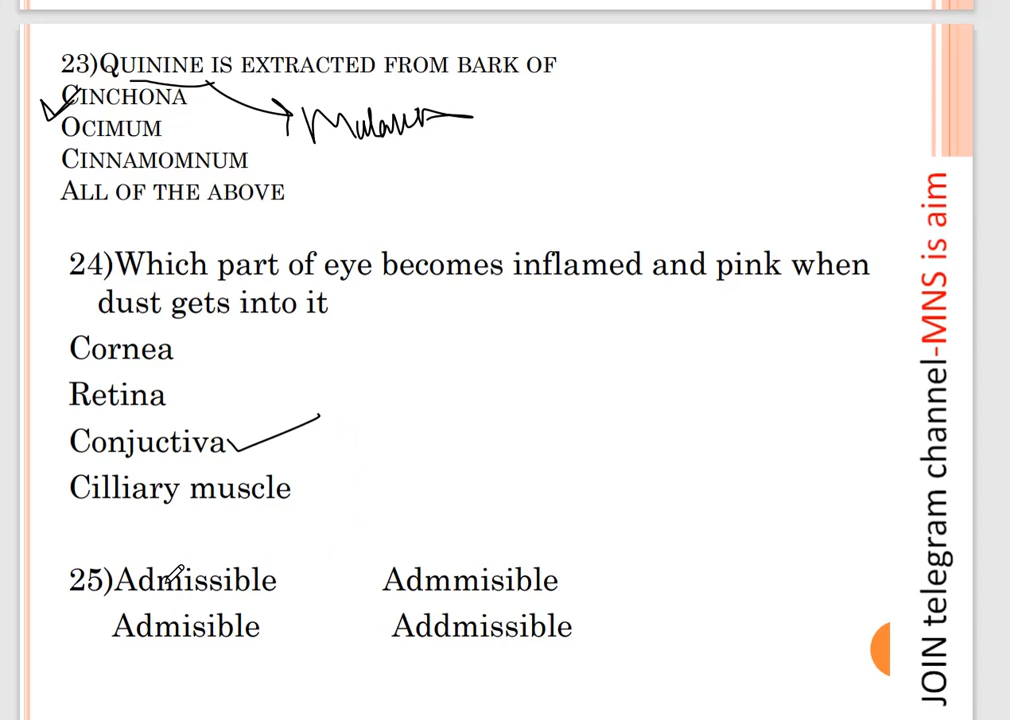 23)QUININE IS EXTRACTED FROM BARK OF
CINCHONA
OCIMUM
CINNAMOMNUM
ALL OF THE ABOVE
24)Which part of eye becomes inflamed and pink when
dust gets into it
Cornea
Retina
Conjuctiva
Cilliary muscle
25)Admissible Admmisible
Admisible Addmissible
JOIN telegram channel-MNS is aim